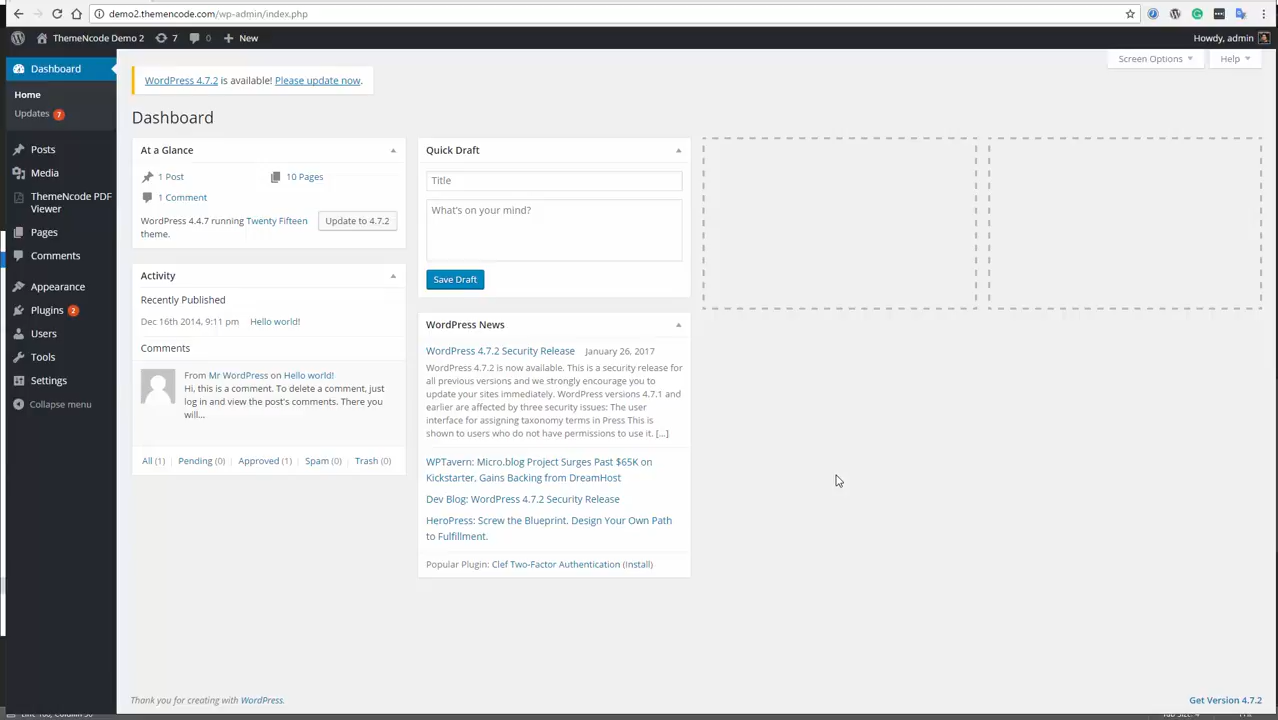 demo2.themencode.com/wp-admin/index.php
ThemeNcode Demo 2
7
0
New
Howdy, admin
Dashboard
Home
Updates 7
Posts
Media
ThemeNcode PDF
Viewer
Pages
Comments
Appearance
Plugins 2
Users
Tools
Settings
Collapse menu
Screen Options
Help
WordPress 4.7.2 is available! Please update now.
Dashboard
At a Glance
1 Post
10 Pages
1 Comment
WordPress 4.4.7 running Twenty Fifteen
theme.
Update to 4.7.2
Activity
Recently Published
Dec 16th 2014, 9:11 pm Hello world!
Comments
From Mr WordPress on Hello world!
Hi, this is a comment. To delete a comment, just
log in and view the post's comments. There you
will...
All (1) | Pending (0) | Approved (1) | Spam (0) | Trash (0)
Quick Draft
Title
What's on your mind?
Save Draft
WordPress News
WordPress 4.7.2 Security Release January 26, 2017
WordPress 4.7.2 is now available. This is a security release
for all previous versions and we strongly encourage you to
update your sites immediately. WordPress versions 4.7.1 and
earlier are affected by three security issues: The user
interface for assigning taxonomy terms in Press This is
shown to users who do not have permissions to use it. [...]
WPTavern: Micro.blog Project Surges Past $65K on
Kickstarter, Gains Backing from DreamHost
Dev Blog: WordPress 4.7.2 Security Release
HeroPress: Screw the Blueprint. Design Your Own Path
to Fulfillment.
Popular Plugin: Clef Two-Factor Authentication (Install)
Thank you for creating with WordPress.
Get Version 4.7.2